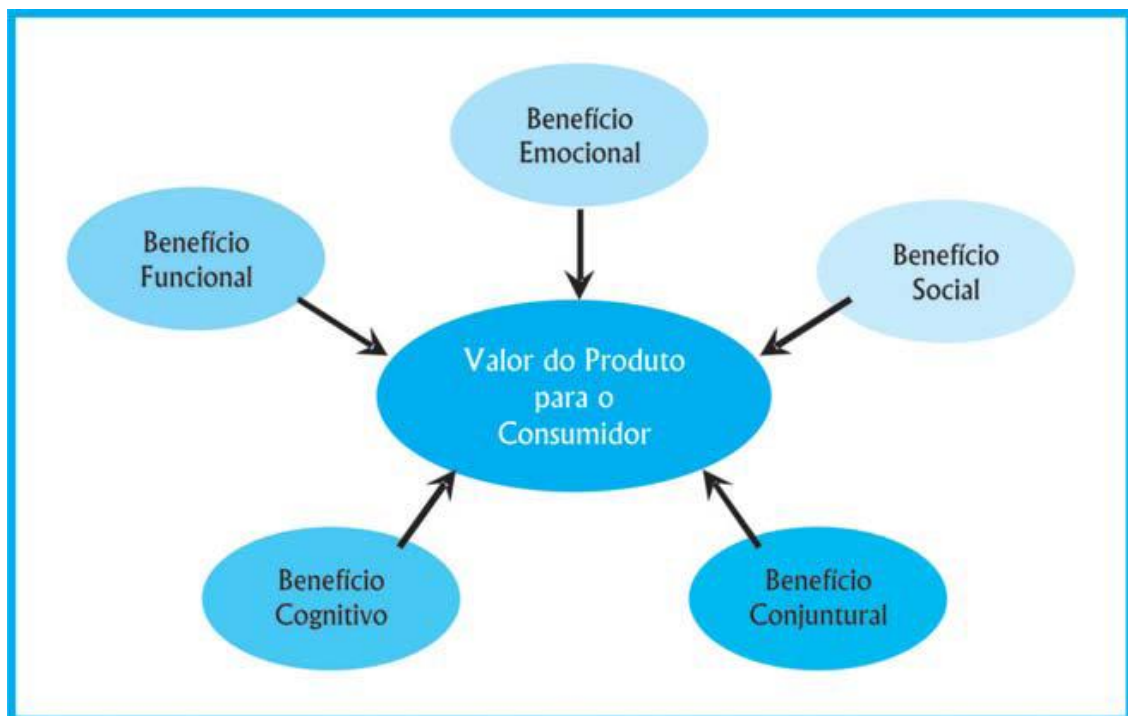 Benefício
Emocional
Benefício
Funcional
Benefício
Social
Valor do Produto
para o
Consumidor
Benefício
Cognitivo
Benefício
Conjuntural